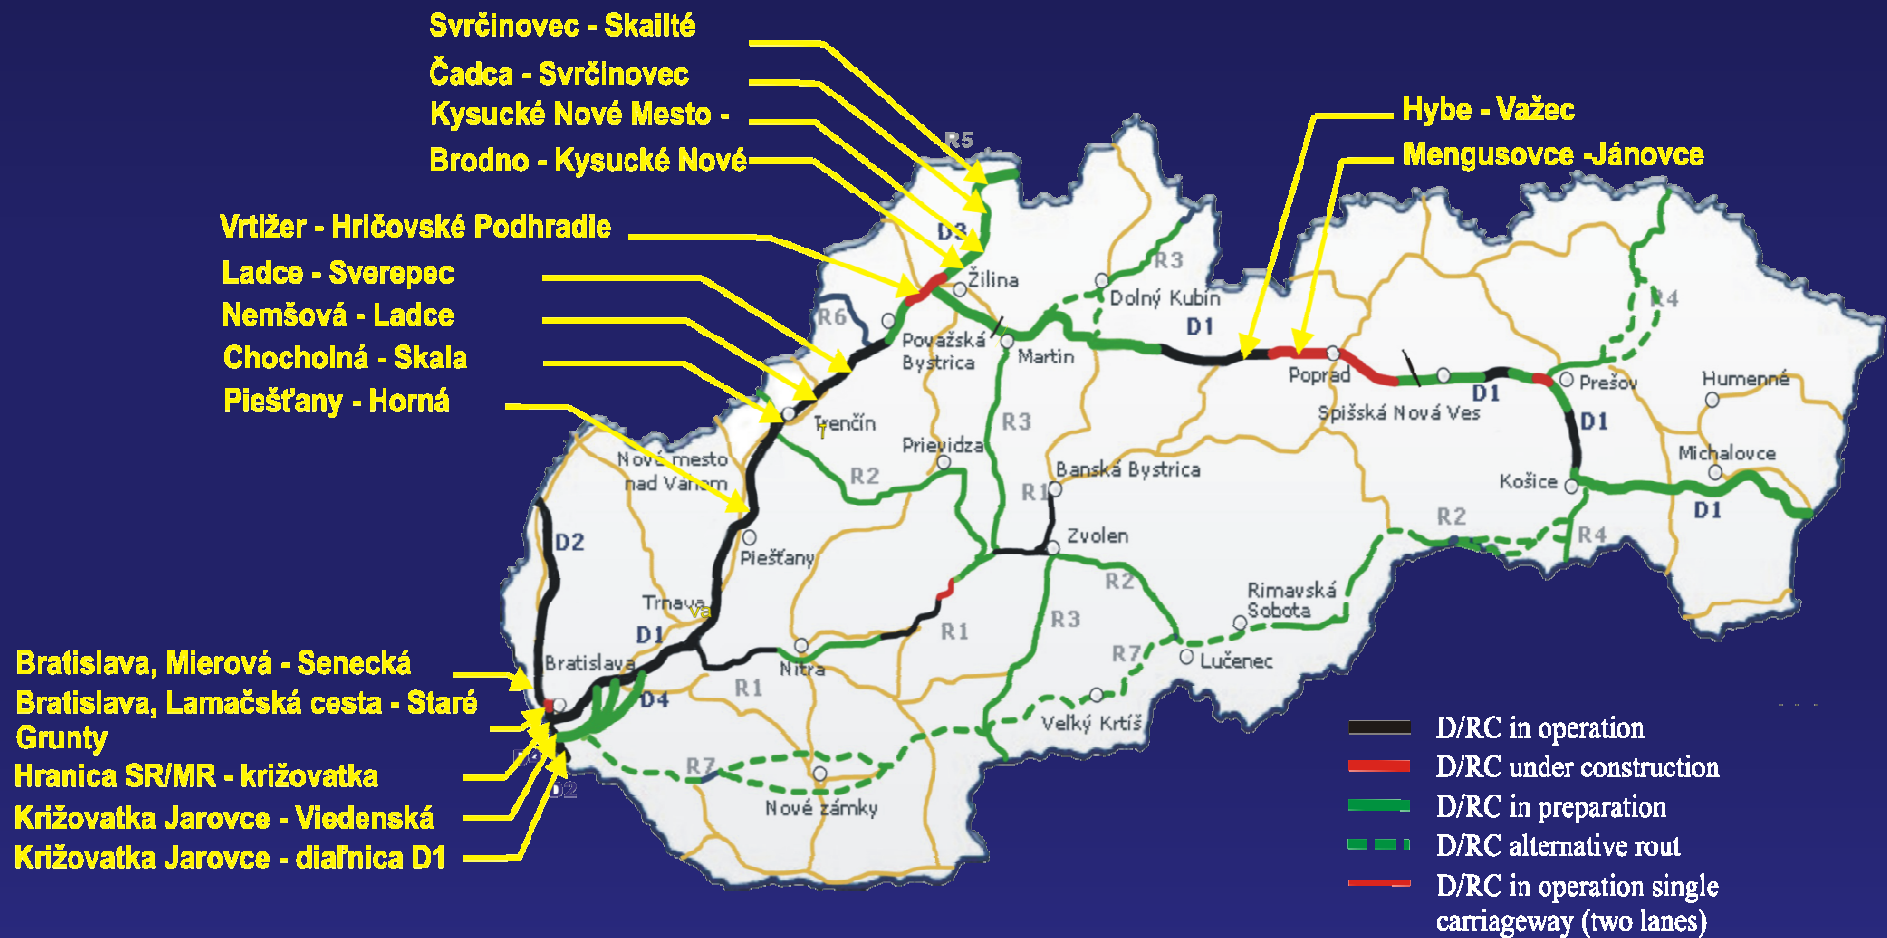 Svrčinovec - Skailté
Čadca - Svrčinovec
Kysucké Nové Mesto -
Brodno - Kysucké Nové
Vrtižer - Hričovské Podhradie
Ladce - Sverepec
Nemšová - Ladce
Chocholná - Skala
Piešťany - Horná
Hybe - Važec
Mengusovce -Jánovce
R5
D3
Žilina
R3
Dolný Kubín
R6
D1
R4
Považská
Bystrica
Martin
Poprad
Prešov
Humenné
D1
Spišská Nová Ves
D1
Trenčín
R3
Prievidza
Nové mesto
nad Váhom
R2
Banská Bystrica
Michalovce
R1
Košice
D1
R2
D2
Zvolen
R4
Piešťany
R2
Rimavská
Sobota
Trnava
va
D1
R1
R3
R7
Lučenec
Bratislava
Nitra
R1
D4
Veľký Krtíš
R7
D2
Nové zámky
Bratislava, Mierová - Senecká
Bratislava, Lamačská cesta - Staré
Grunty
Hranica SR/MR - križovatka
Križovatka Jarovce - Viedenská
Križovatka Jarovce - diaľnica D1
D/RC in operation
D/RC under construction
D/RC in preparation
D/RC alternative rout
D/RC in operation single
carriageway (two lanes)